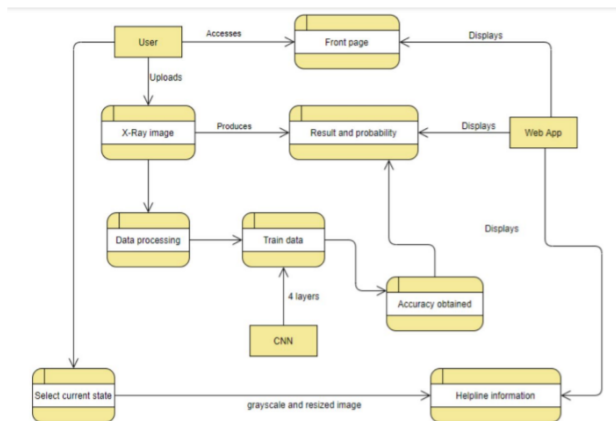 User
Accesses
Front page
Displays
Uploads
X-Ray image
Produces
Result and probability
Displays
Web App
Data processing
Train data
Displays
4 layers
Accuracy obtained
CNN
Select current state
grayscale and resized image
Helpline information